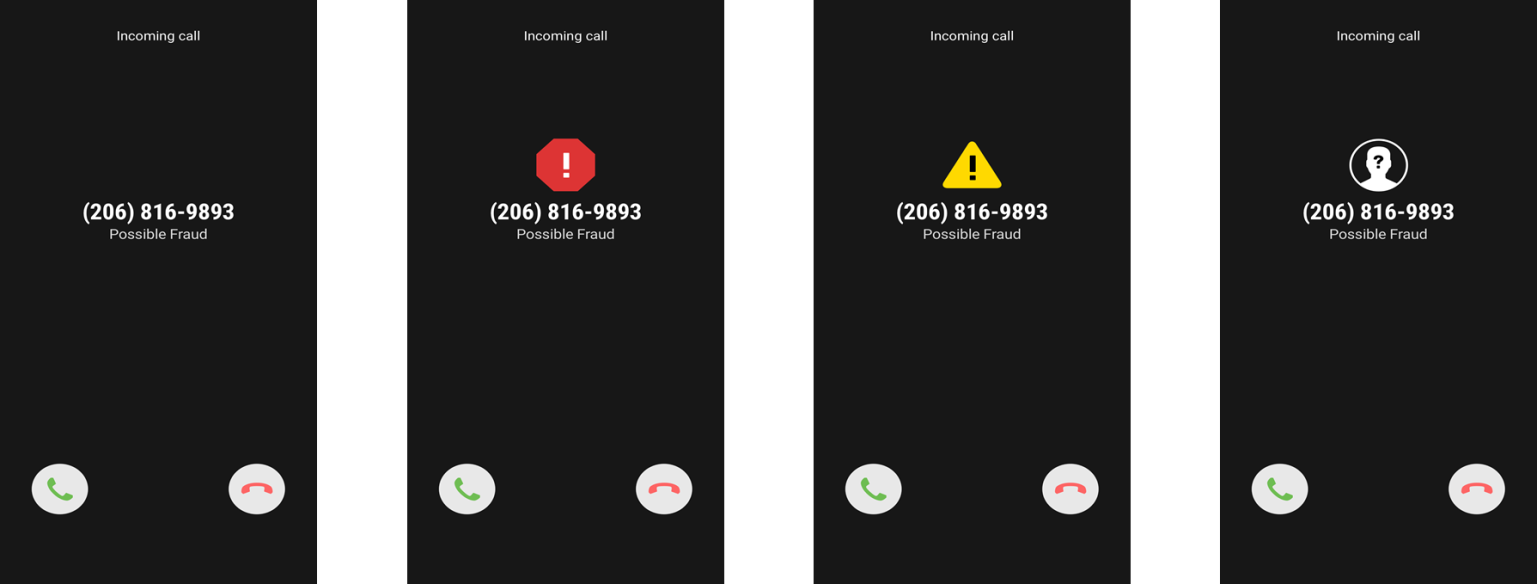 Incoming call
(206) 816-9893
Possible Fraud
Incoming call
!
(206) 816-9893
Possible Fraud
Incoming call
!
(206) 816-9893
Possible Fraud
Incoming call
?
(206) 816-9893
Possible Fraud